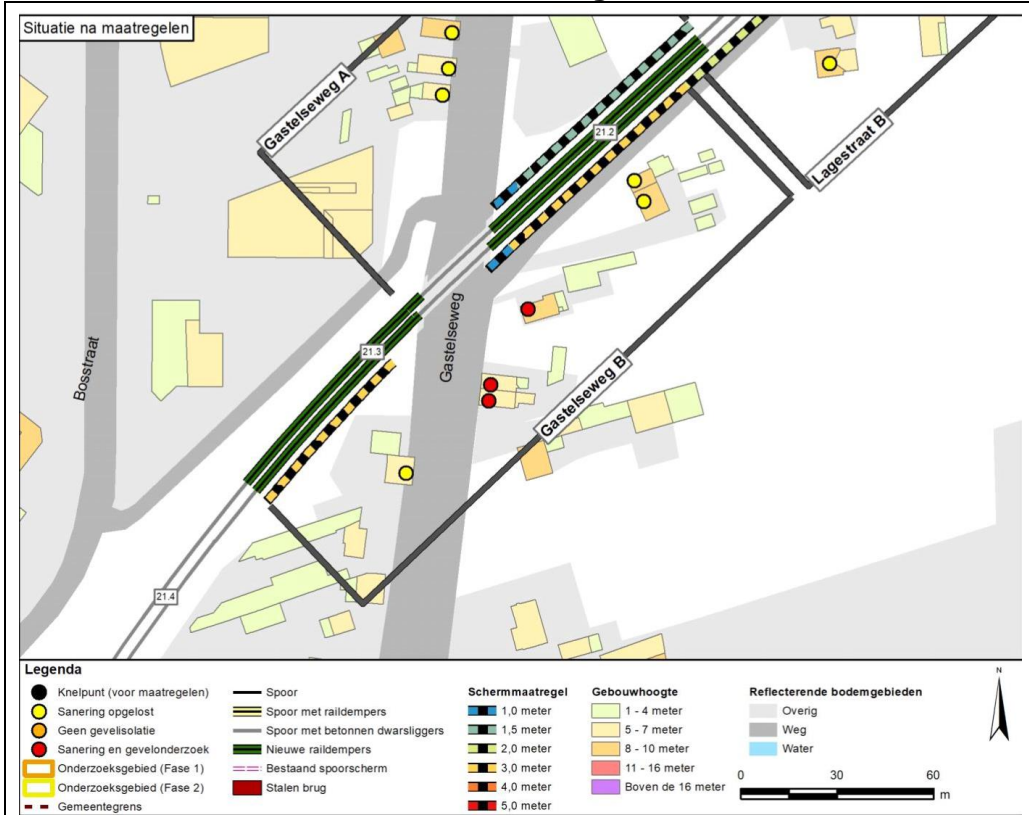 Situatie na maatregelen
Gastelseweg A
21.2
Lagestraat B
21.3
Gastelseweg
Bosstraat
Gastelseweg B
21.4
Legenda
Knelpunt (voor maatregelen)
Sanering opgelost
Geen gevelisolatie
Sanering en gevelonderzoek
Onderzoeksgebied (Fase 1)
Onderzoeksgebied (Fase 2)
Gemeentegrens
Spoor
Spoor met raildempers
Spoor met betonnen dwarsliggers
Nieuwe raildempers
Bestaand spoorscherm
Stalen brug
Schermmaatregel
1,0 meter
1,5 meter
2,0 meter
3,0 meter
4,0 meter
5,0 meter
Gebouwhoogte
1 - 4 meter
5 - 7 meter
8 - 10 meter
11 - 16 meter
Boven de 16 meter
Reflecterende bodemgebieden
Overig
Weg
Water
N
0 30 60
m